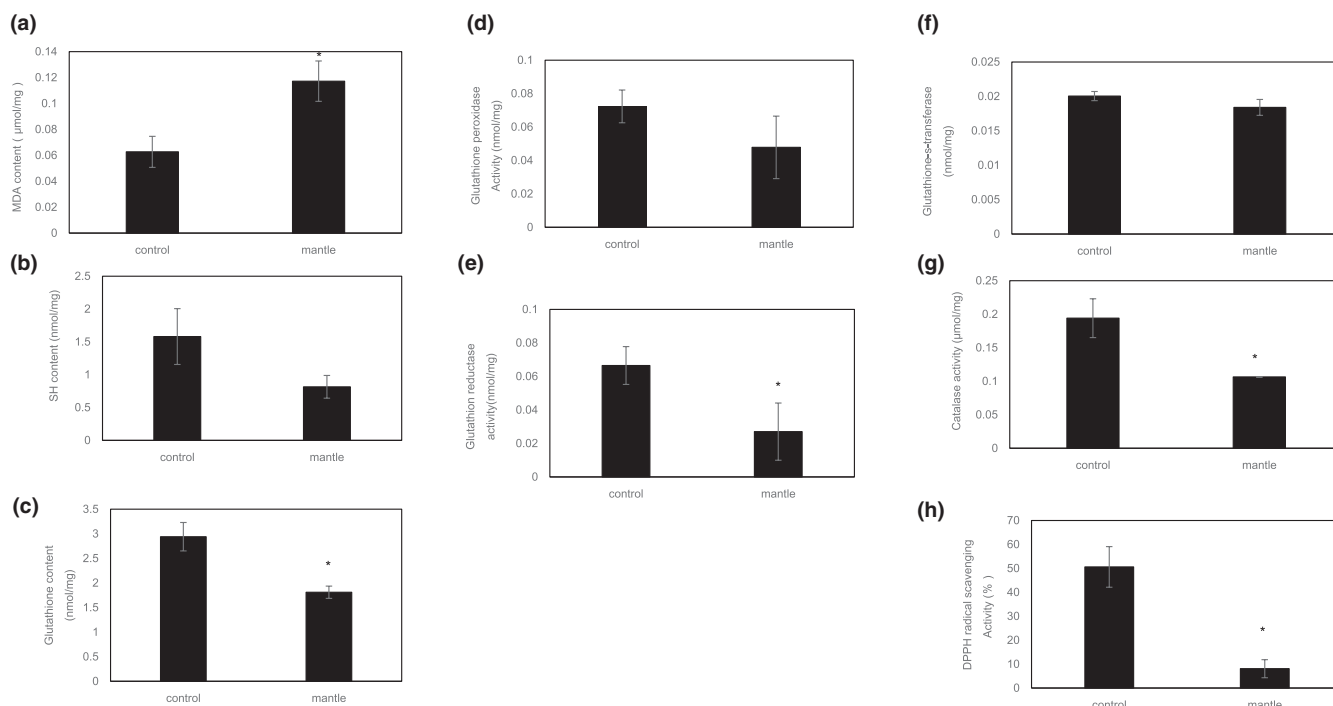 (a)
MDA content ( µmol/mg )
0.14
0.12
0.1
0.08
0.06
0.04
0.02
0
*
control
mantle
(b)
SH content (nmol/mg)
2.5
2
1.5
1
0.5
0
control
mantle
(c)
Glutathione content
(nmol/mg)
3.5
3
2.5
2
1.5
1
0.5
0
*
control
mantle
(d)
Glutathione peroxidase
Activity (nmol/mg)
0.1
0.08
0.06
0.04
0.02
0
control
mantle
(e)
Glutathion reductase
activity(nmol/mg)
0.1
0.08
0.06
0.04
0.02
0
*
control
mantle
(f)
Glutathione-s-transferase
(nmol/mg)
0.025
0.02
0.015
0.01
0.005
0
control
mantle
(g)
Catalase activity (µmol/mg)
0.25
0.2
0.15
0.1
0.05
0
*
control
mantle
(h)
DPPH radical scavenging
Activity (% )
70
60
50
40
30
20
10
0
*
control
mantle